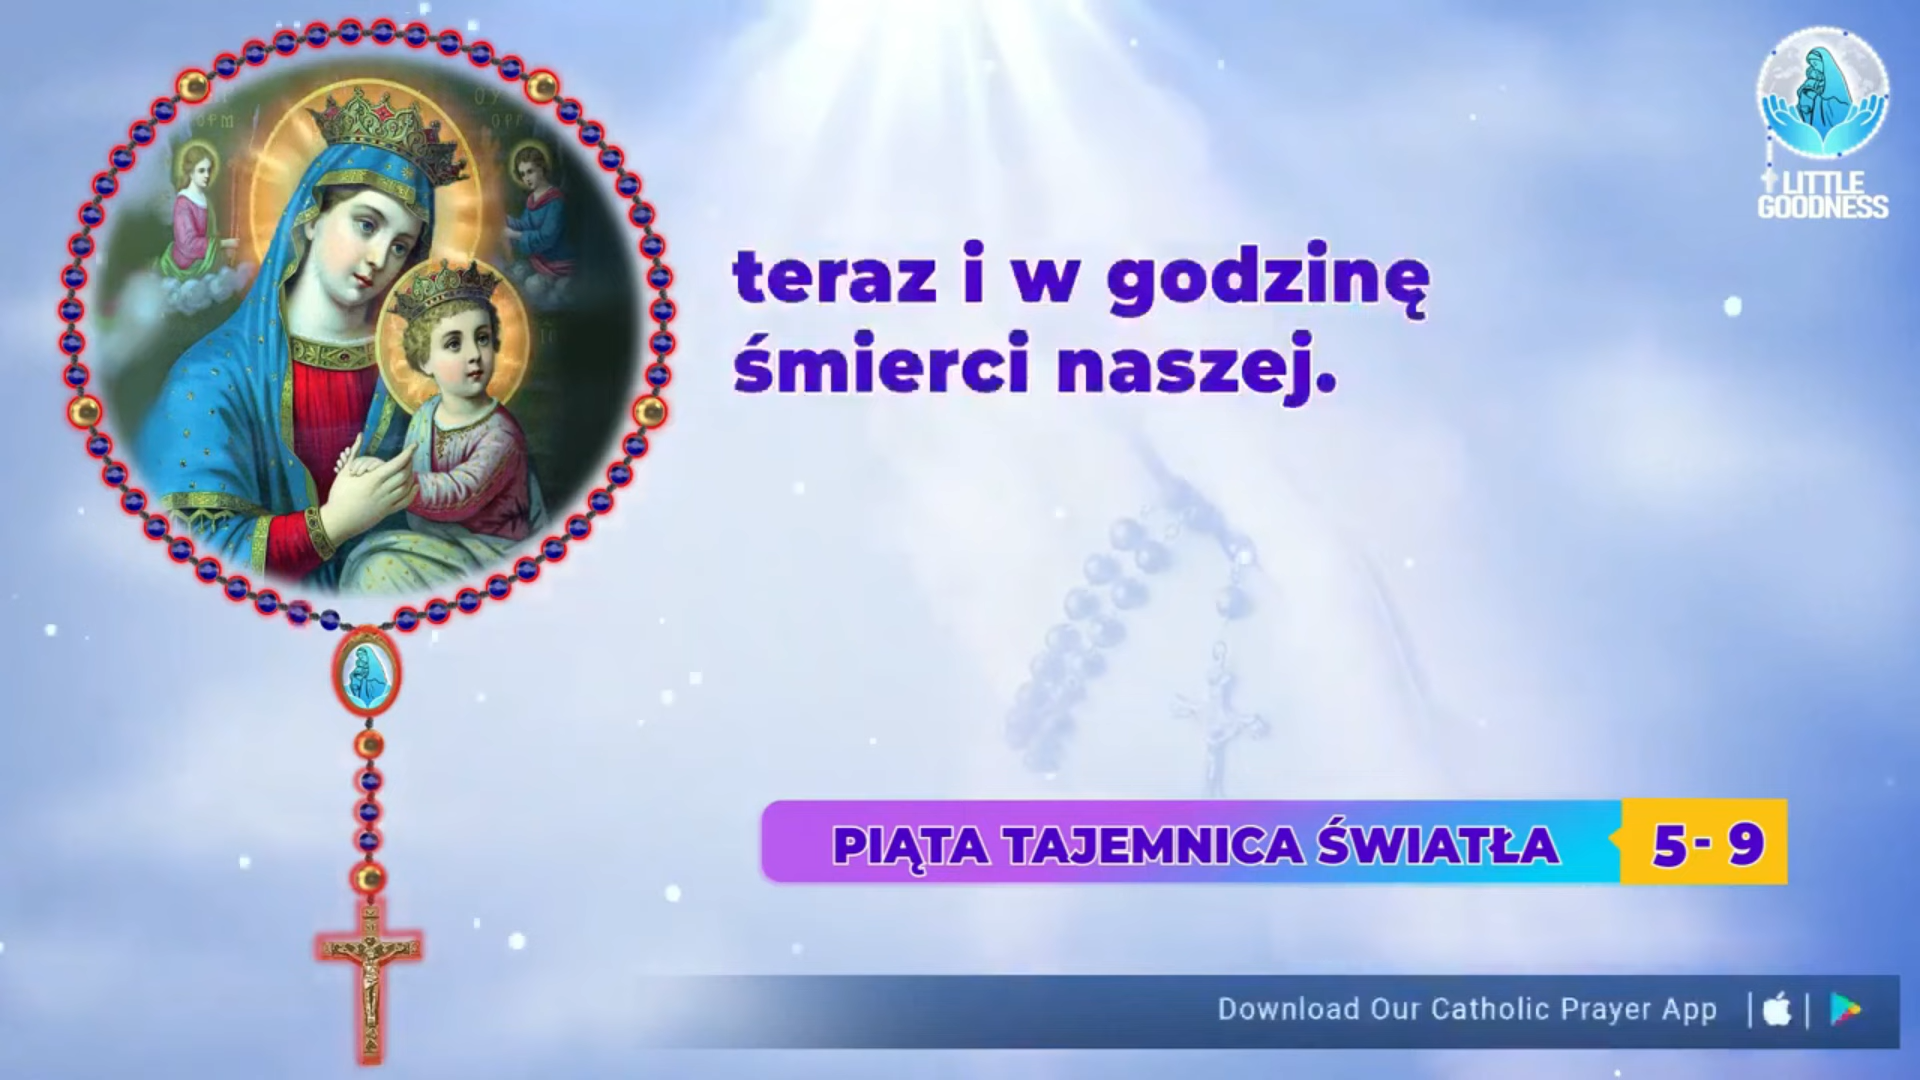 LITTLE
GOODNESS
teraz i w godzinę
śmierci naszej.
PIĄTA TAJEMNICA ŚWIATŁA 5- 9
Download Our Catholic Prayer App